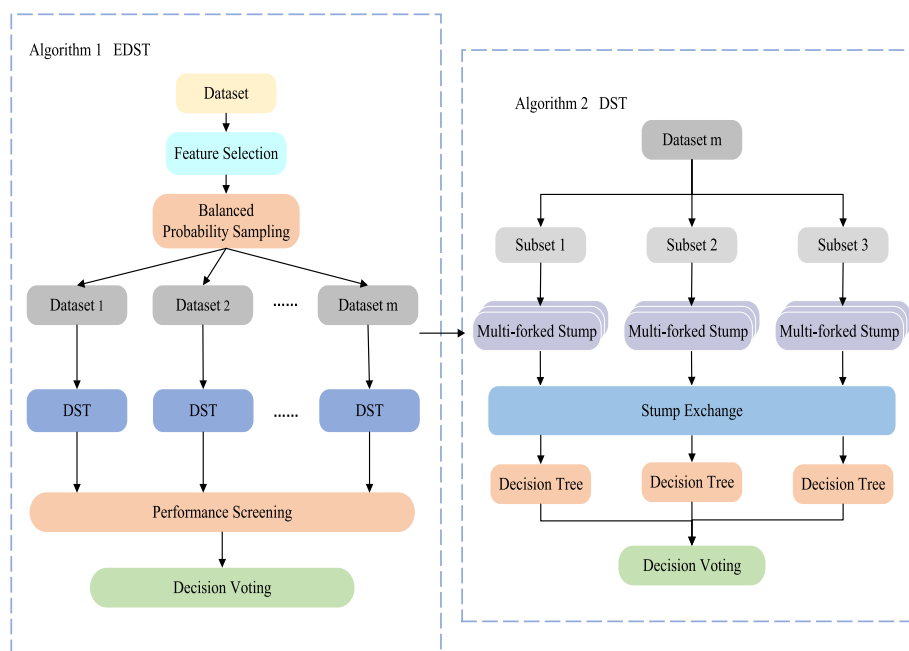 Algorithm 1 EDST
Dataset
Feature Selection
Balanced
Probability Sampling
Dataset 1
Dataset 2
......
Dataset m
DST
DST
......
DST
Performance Screening
Decision Voting
Algorithm 2 DST
Dataset m
Subset 1
Subset 2
Subset 3
Multi-forked Stump
Multi-forked Stump
Multi-forked Stump
Stump Exchange
Decision Tree
Decision Tree
Decision Tree
Decision Voting